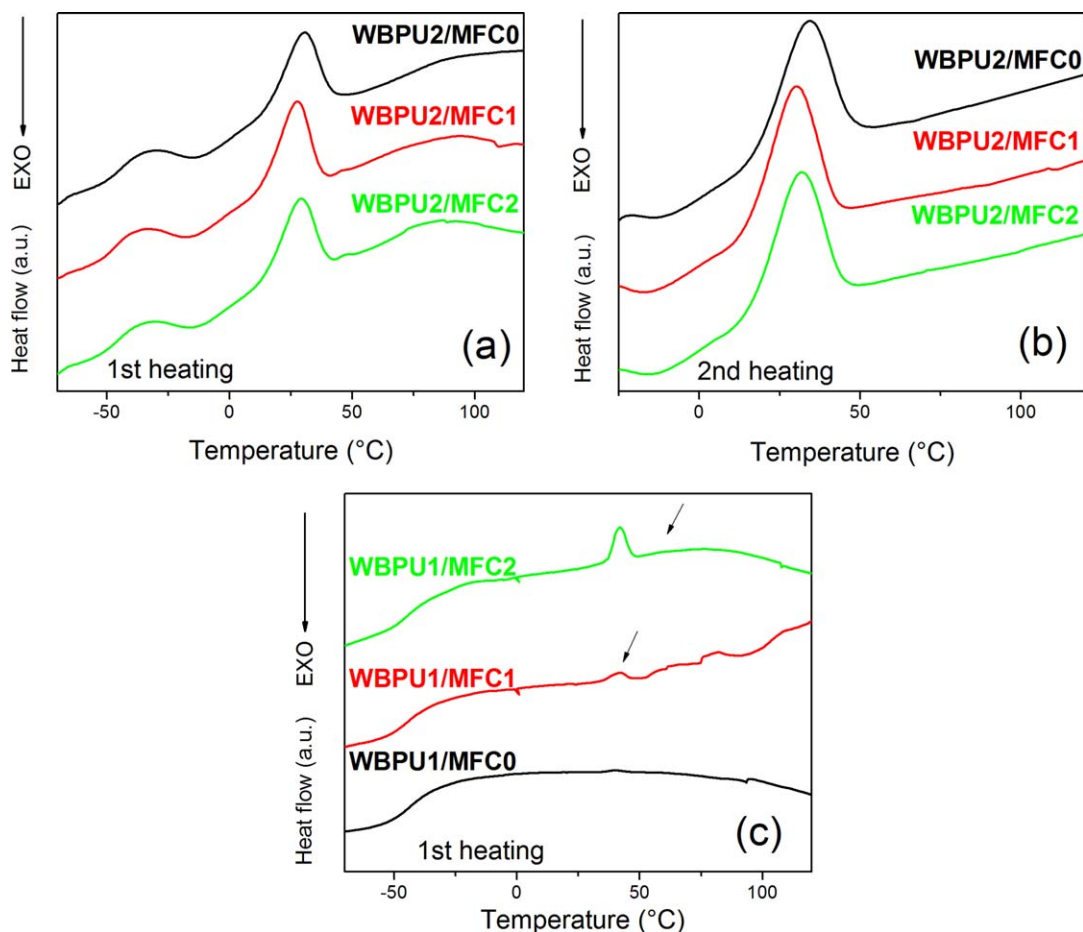 WBPU2/MFC0
WBPU2/MFC1
WBPU2/MFC2
EXO
Heat flow (a.u.)
(a)
1st heating
-50
0
50
100
Temperature (°C)
WBPU2/MFC0
WBPU2/MFC1
WBPU2/MFC2
EXO
Heat flow (a.u.)
(b)
2nd heating
0
50
100
Temperature (°C)
WBPU1/MFC2
WBPU1/MFC1
WBPU1/MFC0
EXO
Heat flow (a.u.)
(c)
1st heating
-50
0
50
100
Temperature (°C)